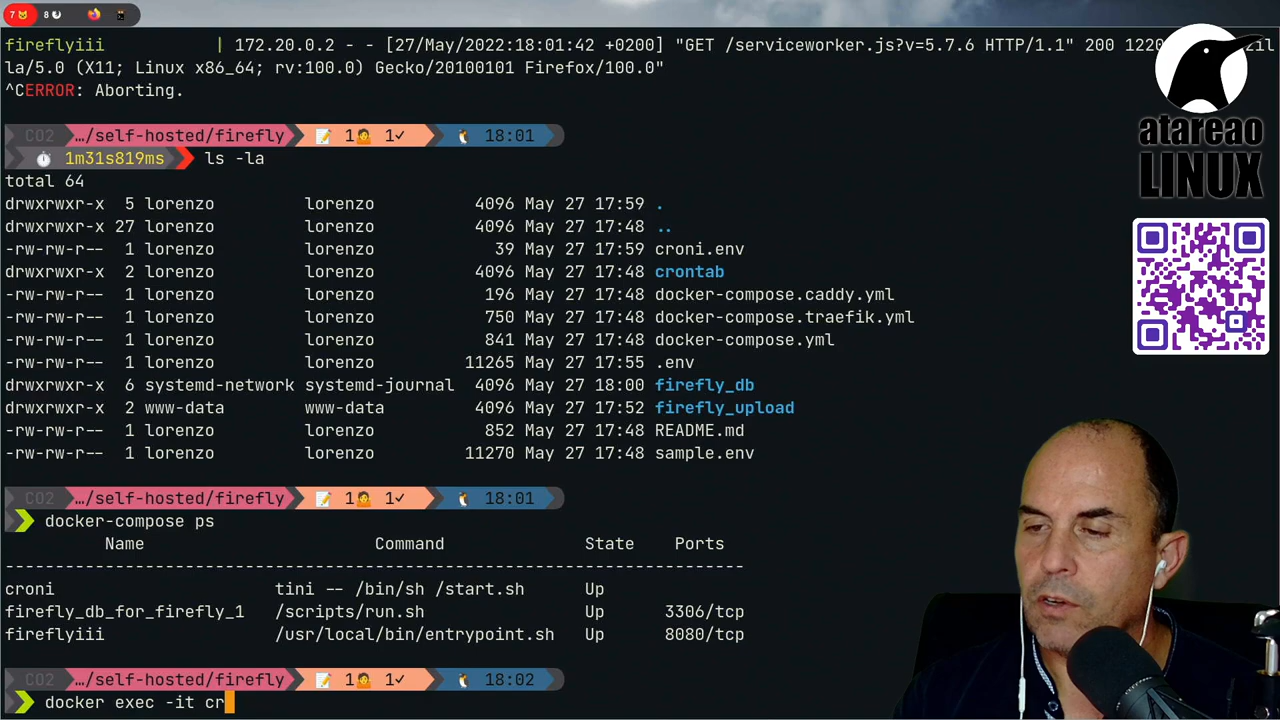 7 8
fireflyiii | 172.20.0.2 - - [27/May/2022:18:01:42 +0200] "GET /serviceworker.js?v=5.7.6 HTTP/1.1" 200 1220
la/5.0 (X11; Linux x86_64; rv:100.0) Gecko/20100101 Firefox/100.0"
^CERROR: Aborting.
CO2 …/self-hosted/firefly 1 1✓ 18:01
1m31s819ms ls -la
total 64
drwxrwxr-x 5 lorenzo lorenzo 4096 May 27 17:59 .
drwxrwxr-x 27 lorenzo lorenzo 4096 May 27 17:48 ..
-rw-rw-r-- 1 lorenzo lorenzo 39 May 27 17:59 croni.env
drwxrwxr-x 2 lorenzo lorenzo 4096 May 27 17:48 crontab
-rw-rw-r-- 1 lorenzo lorenzo 196 May 27 17:48 docker-compose.caddy.yml
-rw-rw-r-- 1 lorenzo lorenzo 750 May 27 17:48 docker-compose.traefik.yml
-rw-rw-r-- 1 lorenzo lorenzo 841 May 27 17:48 docker-compose.yml
-rw-rw-r-- 1 lorenzo lorenzo 11265 May 27 17:55 .env
drwxrwxr-x 6 systemd-network systemd-journal 4096 May 27 18:00 firefly_db
drwxrwxr-x 2 www-data www-data 4096 May 27 17:52 firefly_upload
-rw-rw-r-- 1 lorenzo lorenzo 852 May 27 17:48 README.md
-rw-rw-r-- 1 lorenzo lorenzo 11270 May 27 17:48 sample.env
CO2 …/self-hosted/firefly 1 1✓ 18:01
docker-compose ps
Name Command State Ports
---------------------------------------------------------------------------
croni tini -- /bin/sh /start.sh Up
firefly_db_for_firefly_1 /scripts/run.sh Up 3306/tcp
fireflyiii /usr/local/bin/entrypoint.sh Up 8080/tcp
CO2 …/self-hosted/firefly 1 1✓ 18:02
docker exec -it cr
atareao
LINUX